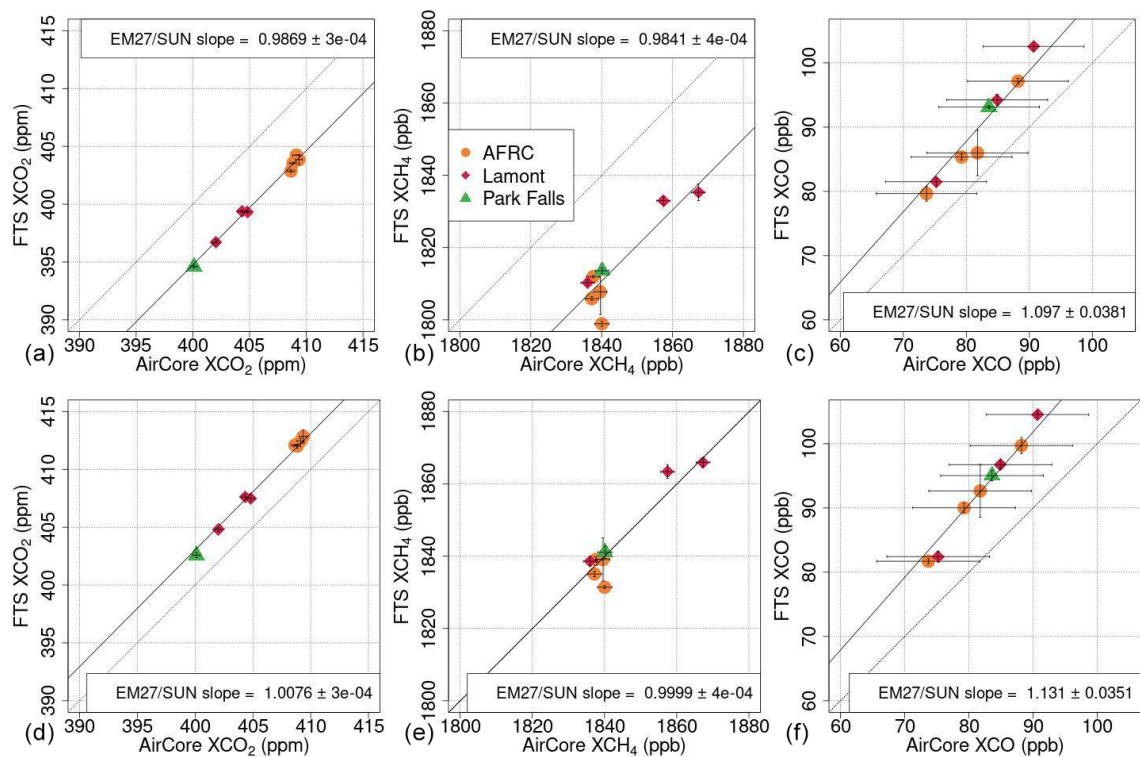 EM27/SUN slope = 0.9869 ± 3e-04
FTS XCO₂ (ppm)
390 395 399 404 410 415
(a)
390 395 400 405 410 415
AirCore XCO₂ (ppm)
EM27/SUN slope = 0.9841 ± 4e-04
AFRC
Lamont
Park Falls
FTS XCH₄ (ppb)
1800 1820 1840 1860 1880
(b)
1800 1820 1840 1860 1880
AirCore XCH₄ (ppb)
EM27/SUN slope = 1.097 ± 0.0381
FTS XCO (ppb)
60 70 80 90 100
(c)
60 70 80 90 100
AirCore XCO (ppb)
EM27/SUN slope = 1.0076 ± 3e-04
FTS XCO₂ (ppm)
390 395 402 407 412 415
(d)
390 395 400 405 410 415
AirCore XCO₂ (ppm)
EM27/SUN slope = 0.9999 ± 4e-04
FTS XCH₄ (ppb)
1800 1820 1840 1860 1880
(e)
1800 1820 1840 1860 1880
AirCore XCH₄ (ppb)
EM27/SUN slope = 1.131 ± 0.0351
FTS XCO (ppb)
60 70 80 90 100
(f)
60 70 80 90 100
AirCore XCO (ppb)